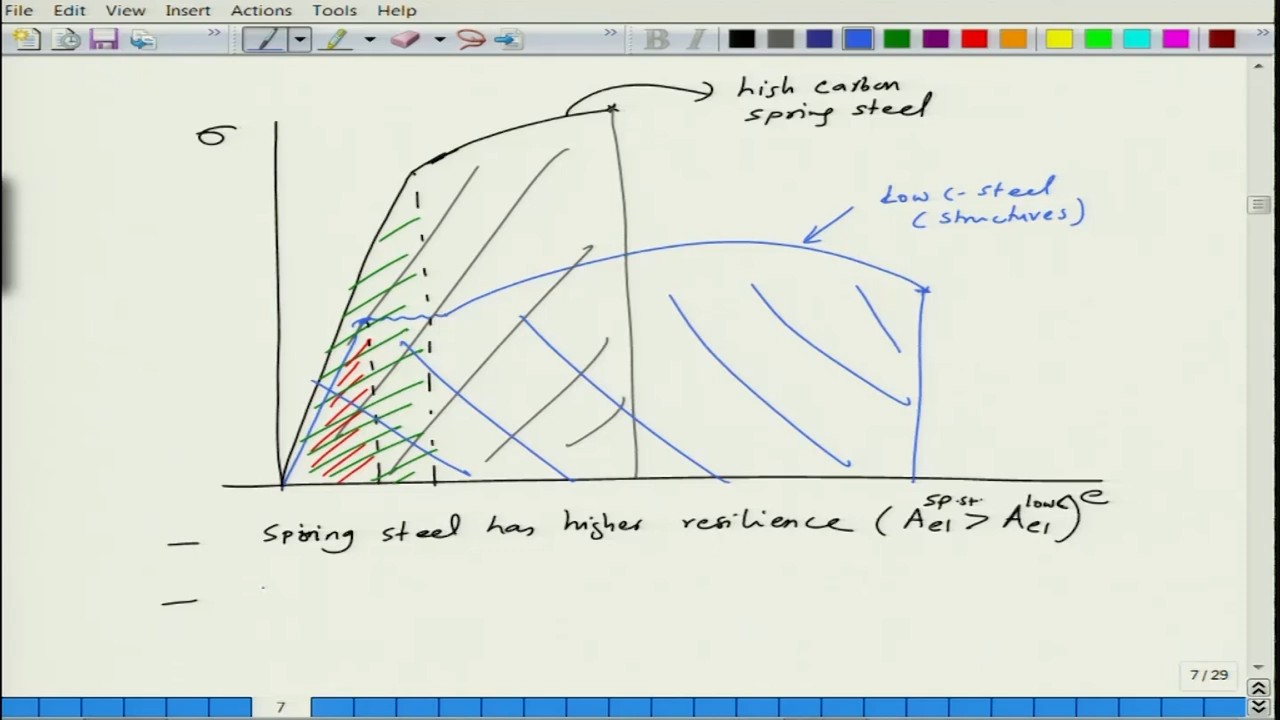 File Edit View Insert Actions Tools Help
B I
high carbon
spring steel
σ
Low C-steel
(structures)
e
— spring steel has higher resilience (A_el^sp.st. > A_el^low C)
—
7/29
7